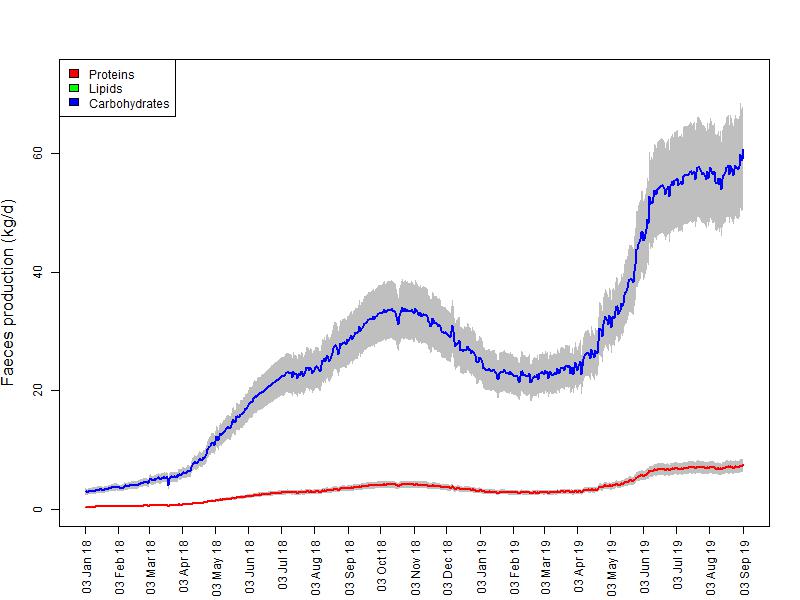 Proteins
Lipids
Carbohydrates
Faeces production (kg/d)
60
40
20
0
03 Jan 18
03 Feb 18
03 Mar 18
03 Apr 18
03 May 18
03 Jun 18
03 Jul 18
03 Aug 18
03 Sep 18
03 Oct 18
03 Nov 18
03 Dec 18
03 Jan 19
03 Feb 19
03 Mar 19
03 Apr 19
03 May 19
03 Jun 19
03 Jul 19
03 Aug 19
03 Sep 19